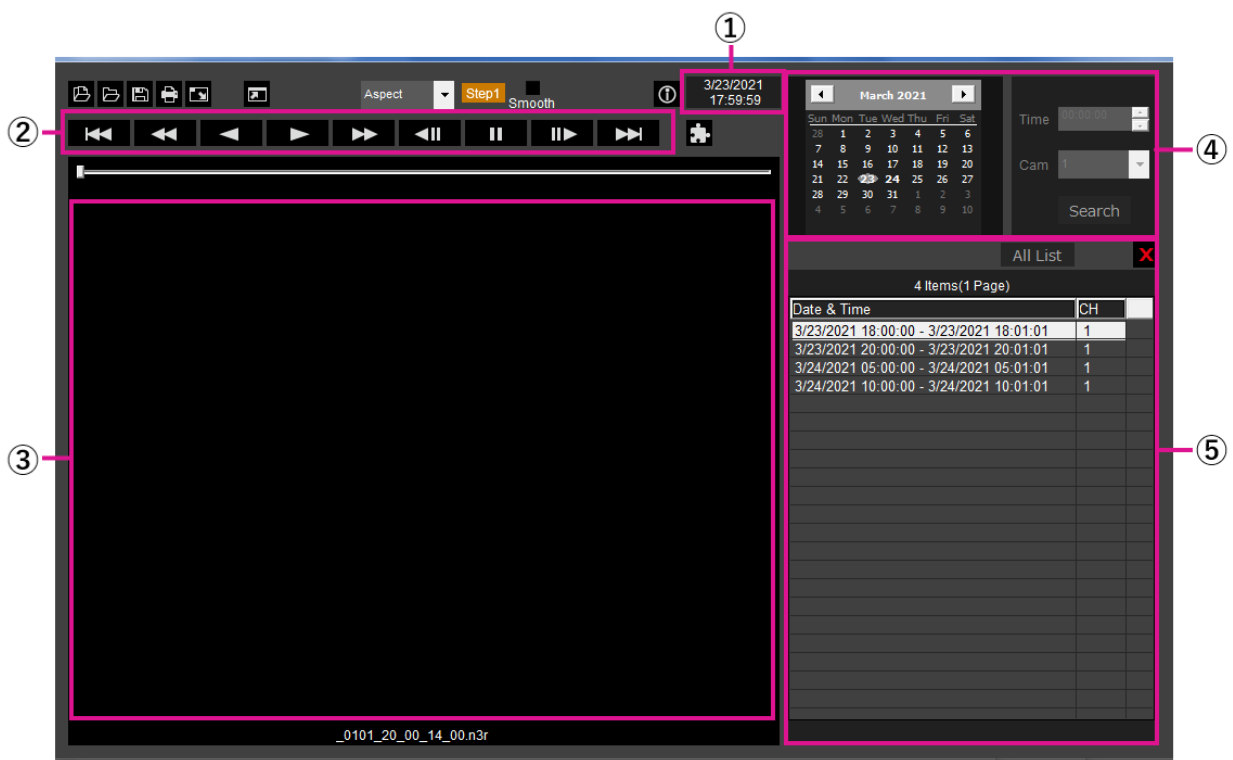 ①
3/23/2021
17:59:59
Aspect
Step1
Smooth
②
March 2021
Sun Mon Tue Wed Thu Fri Sat
28 1 2 3 4 5 6
7 8 9 10 11 12 13
14 15 16 17 18 19 20
21 22 23 24 25 26 27
28 29 30 31 1 2 3
4 5 6 7 8 9 10
Time 00:00:00
Cam 1
Search
④
All List X
4 Items(1 Page)
Date & Time CH
3/23/2021 18:00:00 - 3/23/2021 18:01:01 1
3/23/2021 20:00:00 - 3/23/2021 20:01:01 1
3/24/2021 05:00:00 - 3/24/2021 05:01:01 1
3/24/2021 10:00:00 - 3/24/2021 10:01:01 1
③
⑤
_0101_20_00_14_00.n3r